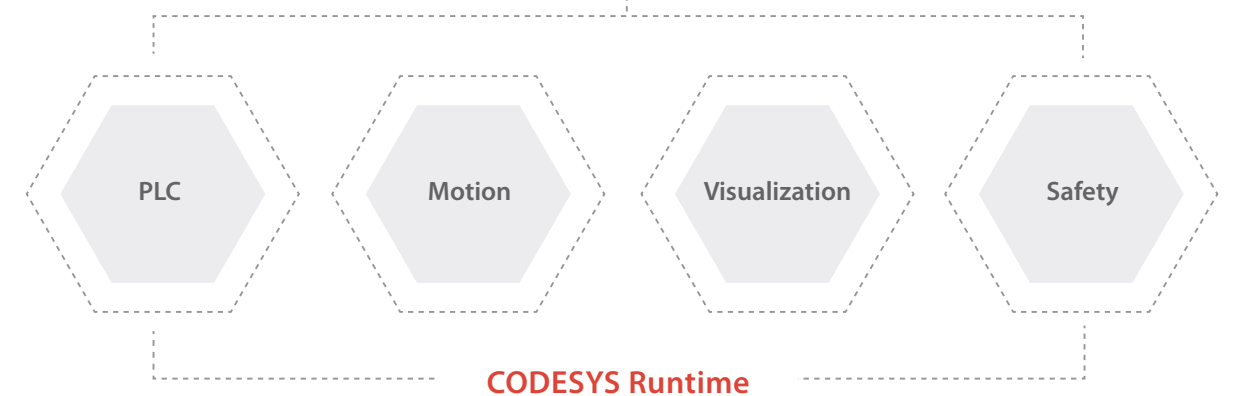 PLC
Motion
Visualization
Safety
CODESYS Runtime